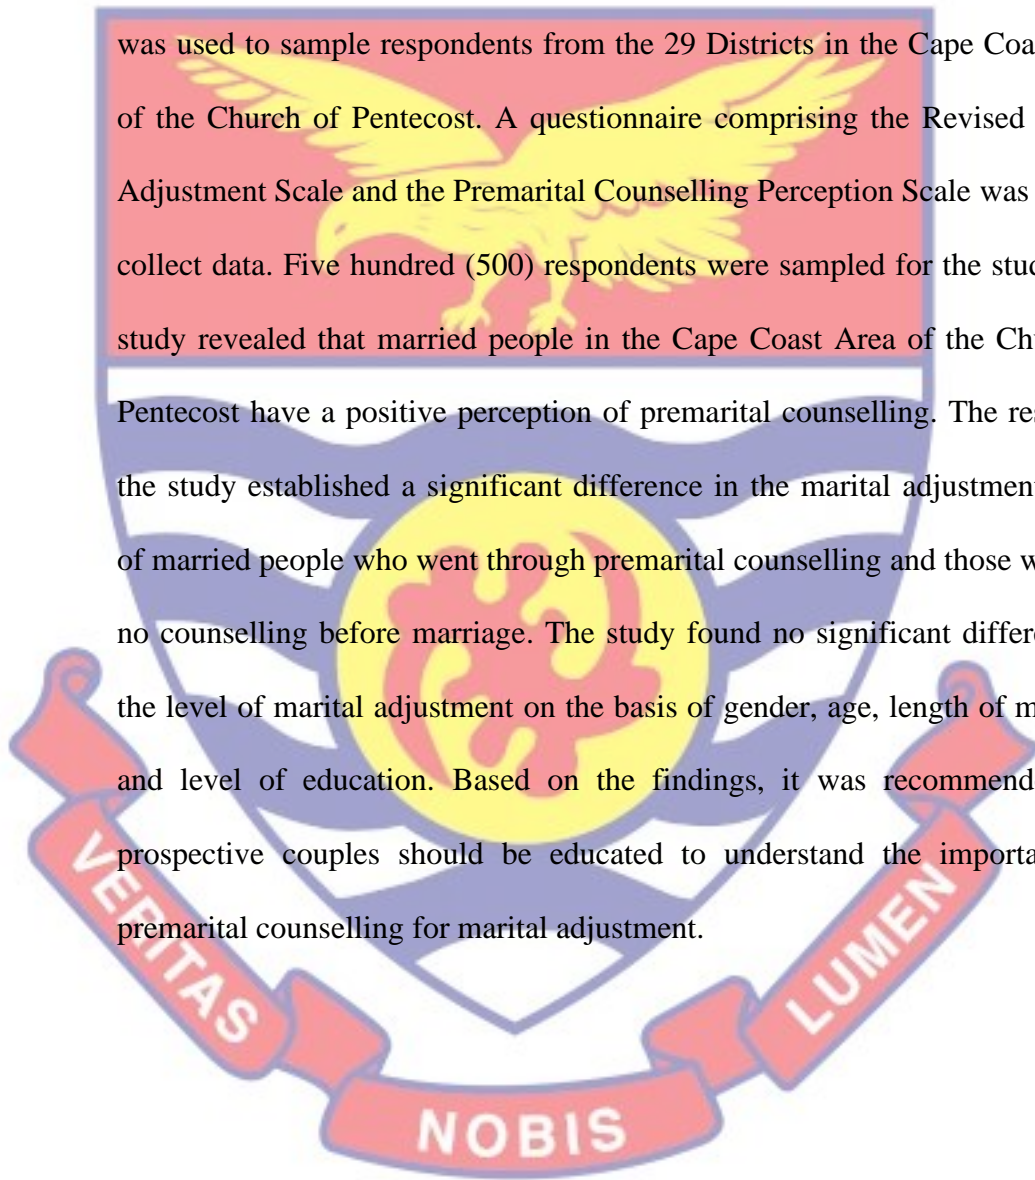 was used to sample respondents from the 29 Districts in the Cape Coa
of the Church of Pentecost. A questionnaire comprising the Revised
Adjustment Scale and the Premarital Counselling Perception Scale was
collect data. Five hundred (500) respondents were sampled for the stu
study revealed that married people in the Cape Coast Area of the Ch
Pentecost have a positive perception of premarital counselling. The res
the study established a significant difference in the marital adjustment
of married people who went through premarital counselling and those w
no counselling before marriage. The study found no significant differ
the level of marital adjustment on the basis of gender, age, length of m
and level of education. Based on the findings, it was recommend
prospective couples should be educated to understand the importa
premarital counselling for marital adjustment.
VERITAS
NOBIS
LUMEN